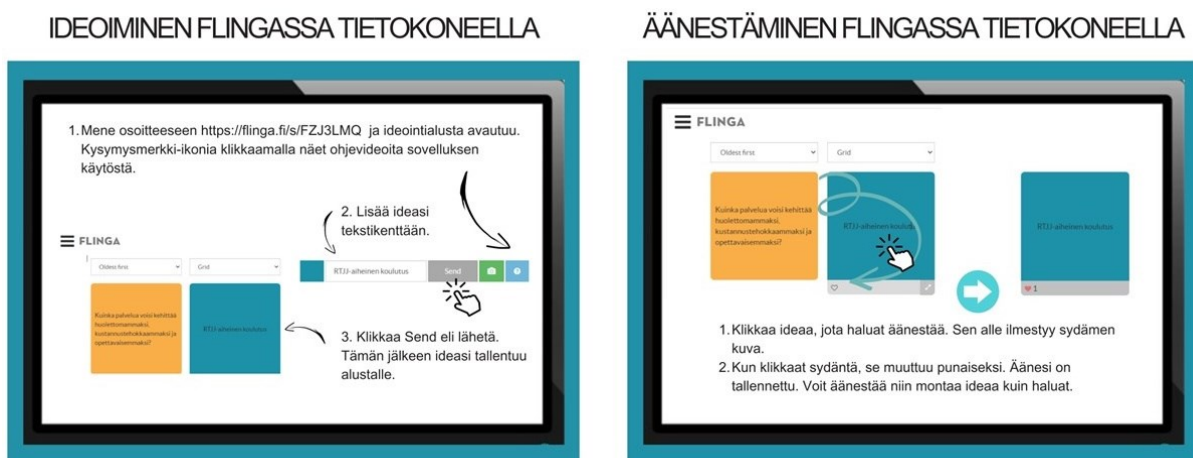 IDEOIMINEN FLINGASSA TIETOKONEELLA
1. Mene osoitteeseen https://flinga.fi/s/FZJ3LMQ ja ideointialusta avautuu.
Kysymysmerkki-ikonia klikkaamalla näet ohjevideoita sovelluksen
käytöstä.
2. Lisää ideasi
tekstikenttään.
FLINGA
Oldest first
Grid
RTJJ-aiheinen koulutus
Send
?
Kuinka palvelua voisi kehittää
huolettomammaksi,
kustannustehokkaammaksi ja
opettavaisemmaksi?
RTJJ-aiheinen koulutus
3. Klikkaa Send eli lähetä.
Tämän jälkeen ideasi tallentuu
alustalle.
ÄÄNESTÄMINEN FLINGASSA TIETOKONEELLA
FLINGA
Oldest first
Grid
Kuinka palvelua voisi kehittää
huolettomammaksi,
kustannustehokkaammaksi ja
opettavaisemmaksi?
RTJJ-aiheinen koulutus
RTJJ-aiheinen koulutus
1
1. Klikkaa ideaa, jota haluat äänestää. Sen alle ilmestyy sydämen
kuva.
2. Kun klikkaat sydäntä, se muuttuu punaiseksi. Äänesi on
tallennettu. Voit äänestää niin montaa ideaa kuin haluat.